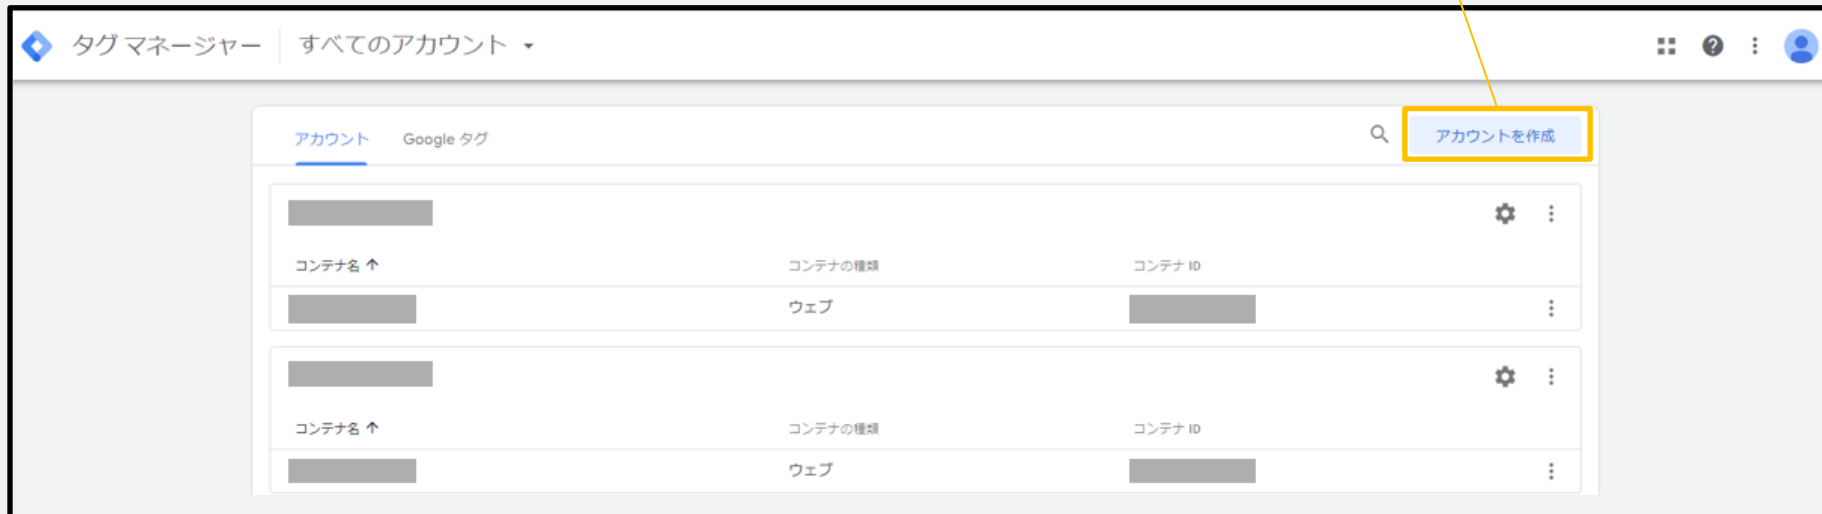 タグ マネージャー すべてのアカウント
アカウント Google タグ アカウントを作成
コンテナ名 コンテナの種類 コンテナ ID
ウェブ
コンテナ名 コンテナの種類 コンテナ ID
ウェブ